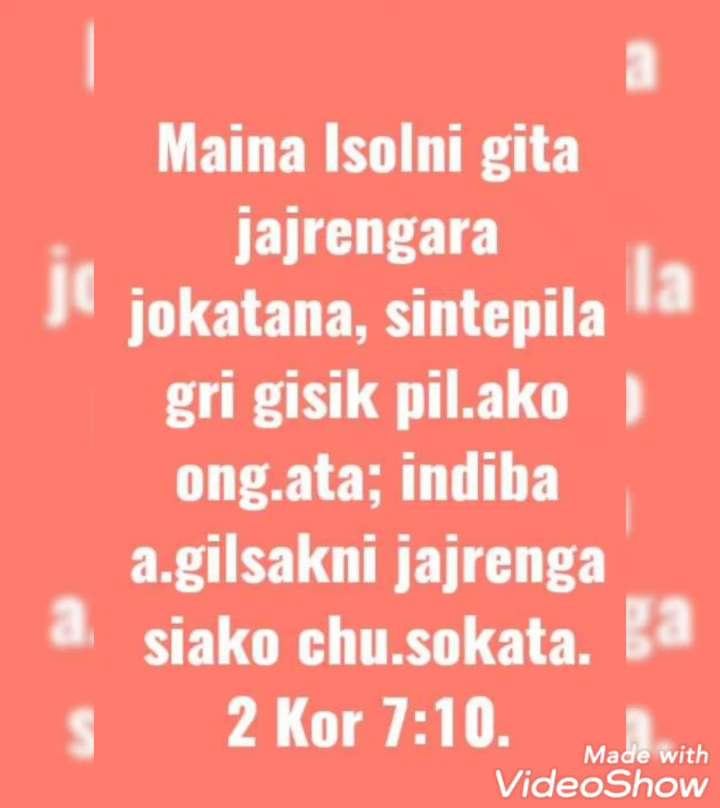 Maina Isolni gita
jajrengara
jokatana, sintepila
gri gisik pil.ako
ong.ata; indiba
a.gilsakni jajrenga
siako chu.sokata.
2 Kor 7:10.
Made with
VideoShow